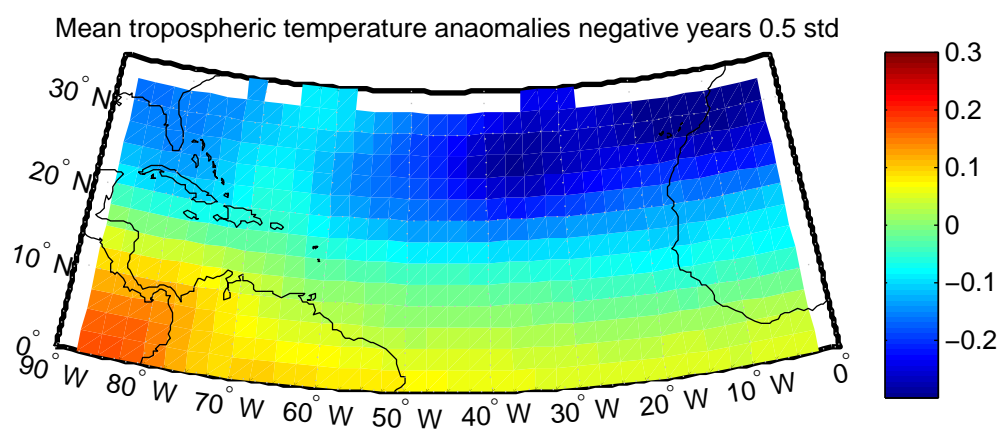 Mean tropospheric temperature anaomalies negative years 0.5 std
30° N
20° N
10° N
0°
90° W
80° W
70° W
60° W
50° W
40° W
30° W
20° W
10° W
0°
0.3
0.2
0.1
0
−0.1
−0.2